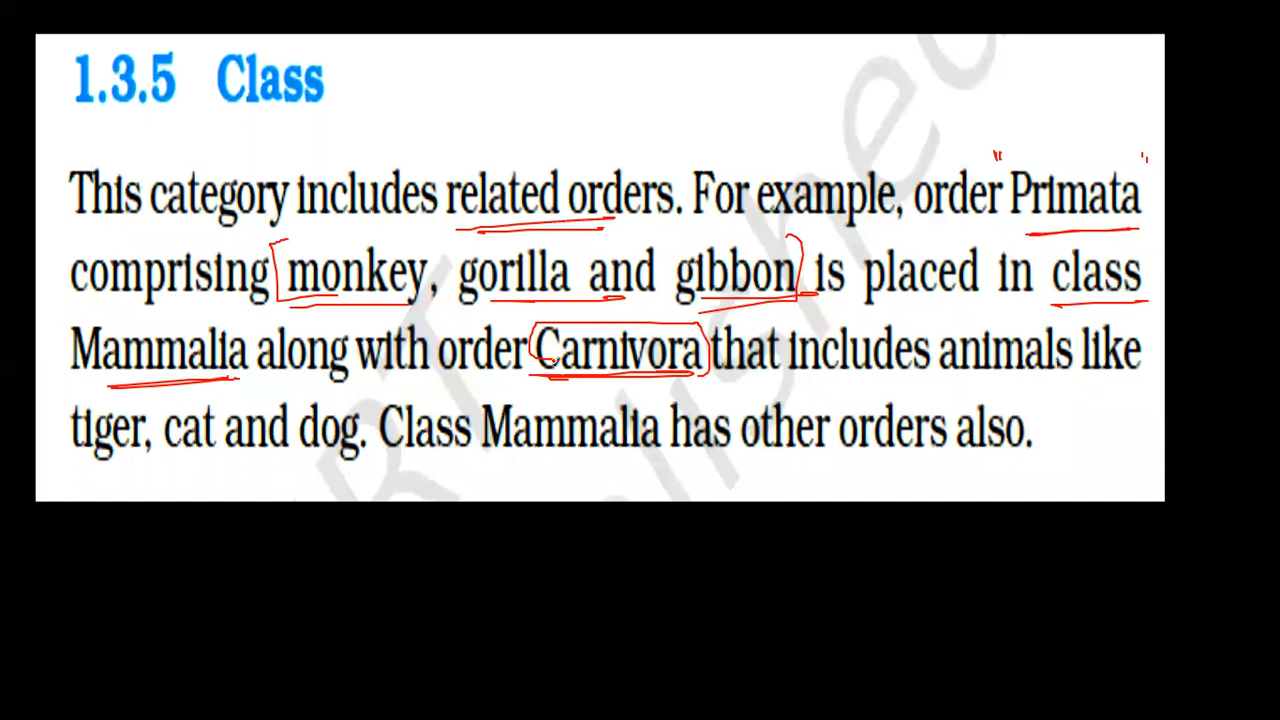 1.3.5 Class
This category includes related orders. For example, order "Primata"
comprising [monkey, gorilla and gibbon] is placed in class
Mammalia along with order Carnivora that includes animals like
tiger, cat and dog. Class Mammalia has other orders also.